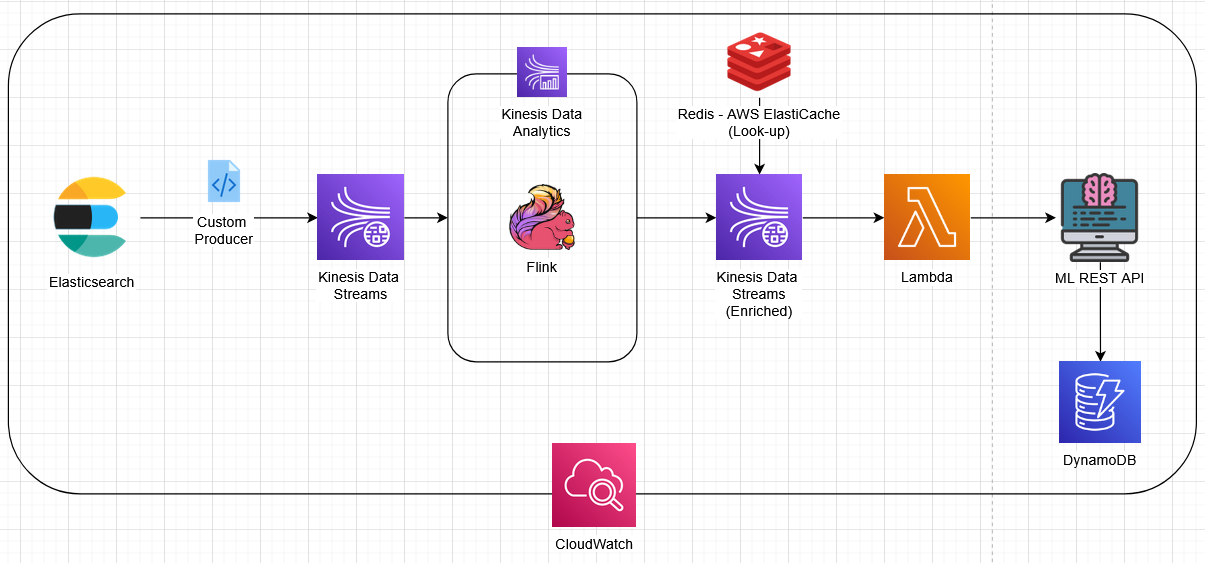 Kinesis Data
Analytics
Redis - AWS ElastiCache
(Look-up)
</>
Custom
Producer
Elasticsearch
Kinesis Data
Streams
Flink
Kinesis Data
Streams
(Enriched)
Lambda
ML REST API
DynamoDB
CloudWatch